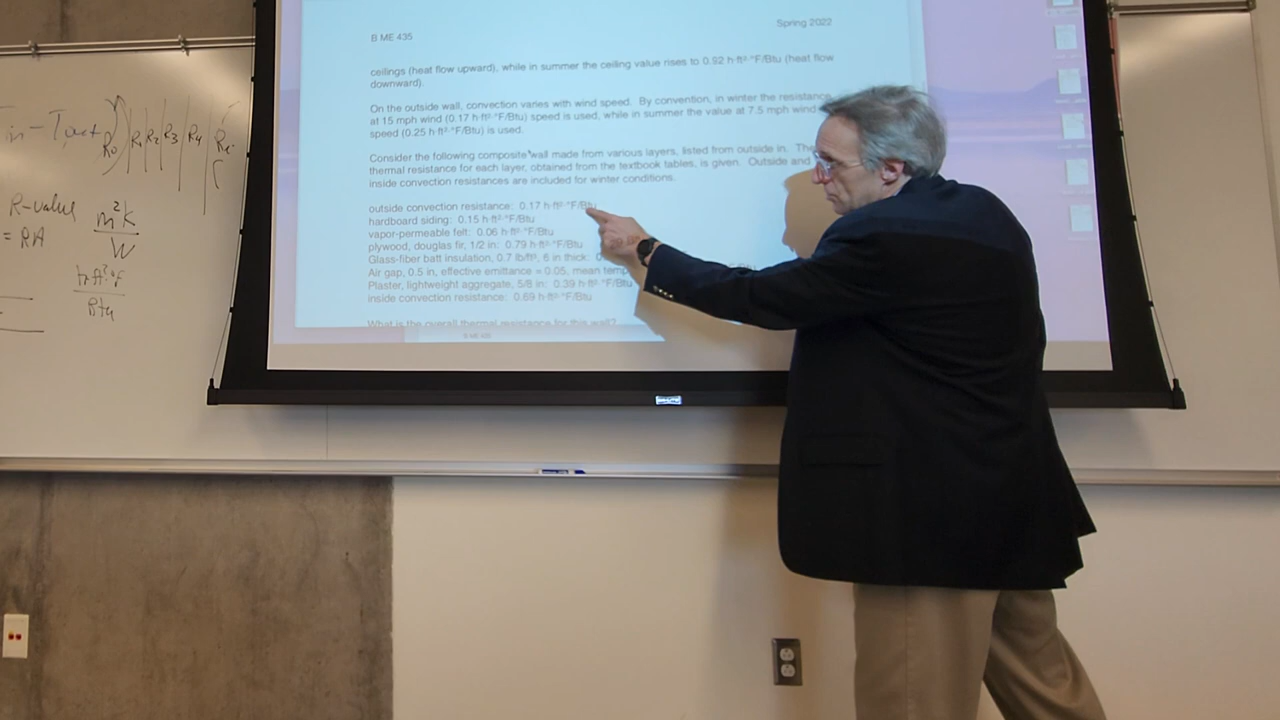 B ME 435
Spring 2022
ceilings (heat flow upward), while in summer the ceiling value rises to 0.92 h·ft²·°F/Btu (heat flow
downward).
On the outside wall, convection varies with wind speed. By convention, in winter the resistance
at 15 mph wind (0.17 h·ft²·°F/Btu) speed is used, while in summer the value at 7.5 mph wind
speed (0.25 h·ft²·°F/Btu) is used.
Consider the following composite wall made from various layers, listed from outside in. The
thermal resistance for each layer, obtained from the textbook tables, is given. Outside and
inside convection resistances are included for winter conditions.
outside convection resistance: 0.17 h·ft²·°F/Btu
hardboard siding: 0.15 h·ft²·°F/Btu
vapor-permeable felt: 0.06 h·ft²·°F/Btu
plywood, douglas fir, 1/2 in: 0.79 h·ft²·°F/Btu
Glass-fiber batt insulation, 0.7 lb/ft³, 6 in thick:
Air gap, 0.5 in, effective emittance = 0.05, mean temp °F/Btu
Plaster, lightweight aggregate, 5/8 in: 0.39 h·ft²·°F/Btu
inside convection resistance: 0.69 h·ft²·°F/Btu
What is the overall thermal resistance for this wall?
B ME 435
in - Tout
R0 R1 R2 R3 R4
R-value
= RA
m²K
W
h ft² °F
Btu